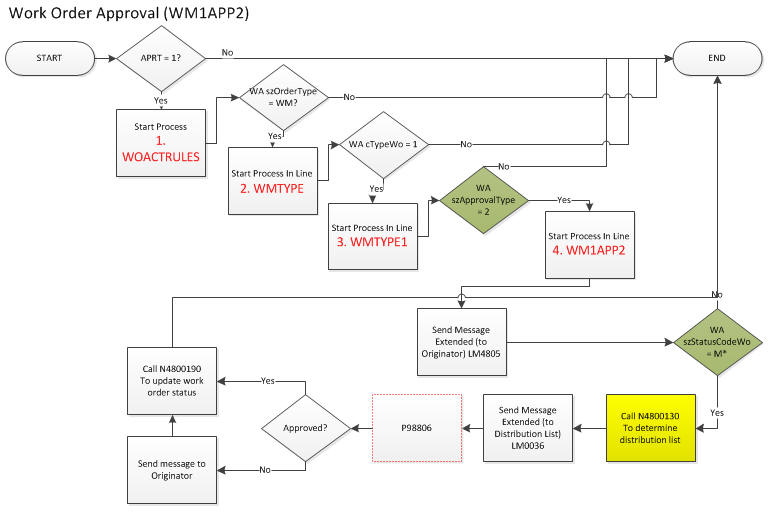 Work Order Approval (WM1APP2)
START
APRT = 1?
No
END
Yes
WA szOrderType
= WM?
No
Start Process
1.
WOACTRULES
Yes
WA cTypeWo = 1
No
Start Process In Line
2. WMTYPE
No
Yes
WA
szApprovalType
= 2
Yes
Start Process In Line
3. WMTYPE1
Start Process In Line
4. WM1APP2
No
Send Message
Extended (to
Originator) LM4805
WA
szStatusCodeWo
= M*
Call N4800190
To update work
order status
Yes
Yes
Approved?
P98806
Send Message
Extended (to
Distribution List)
LM0036
Call N4800130
To determine
distribution list
No
Send message to
Originator